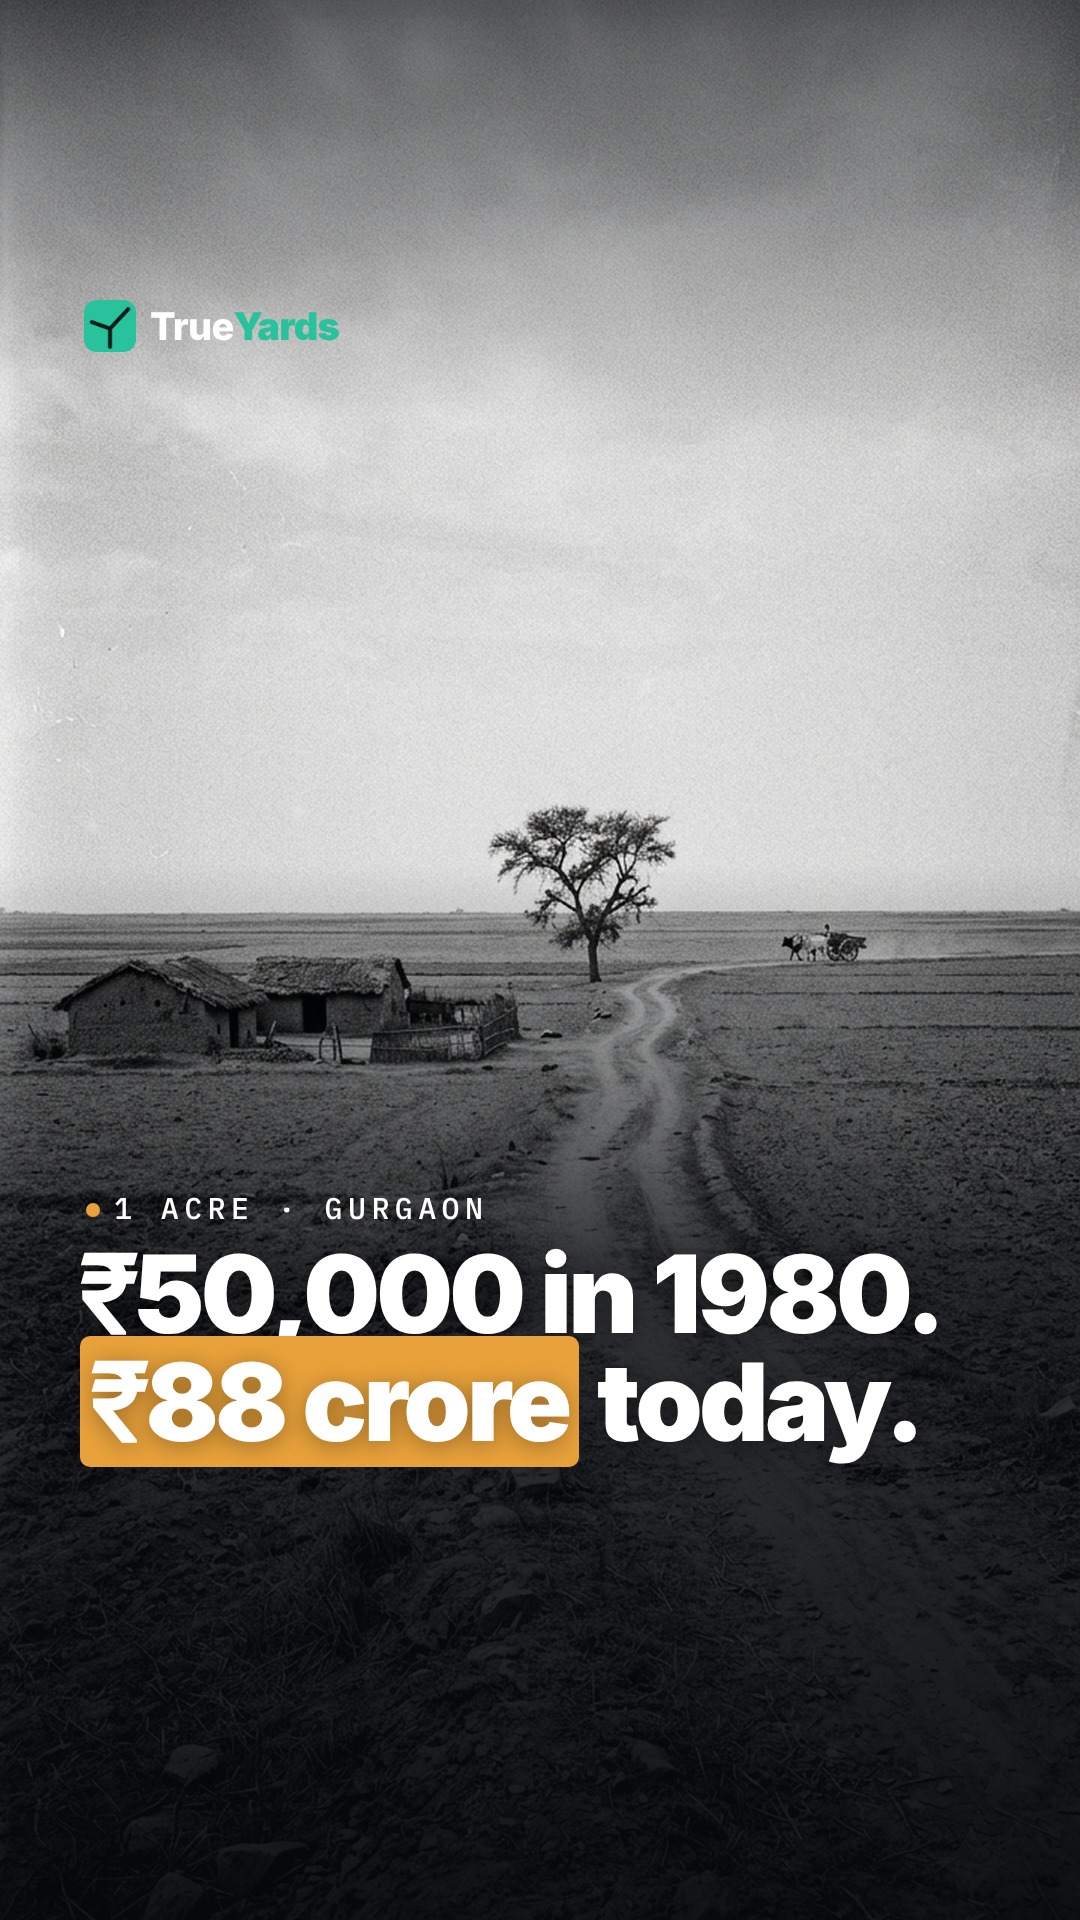 TrueYards
1 ACRE · GURGAON
₹50,000 in 1980.
₹88 crore today.